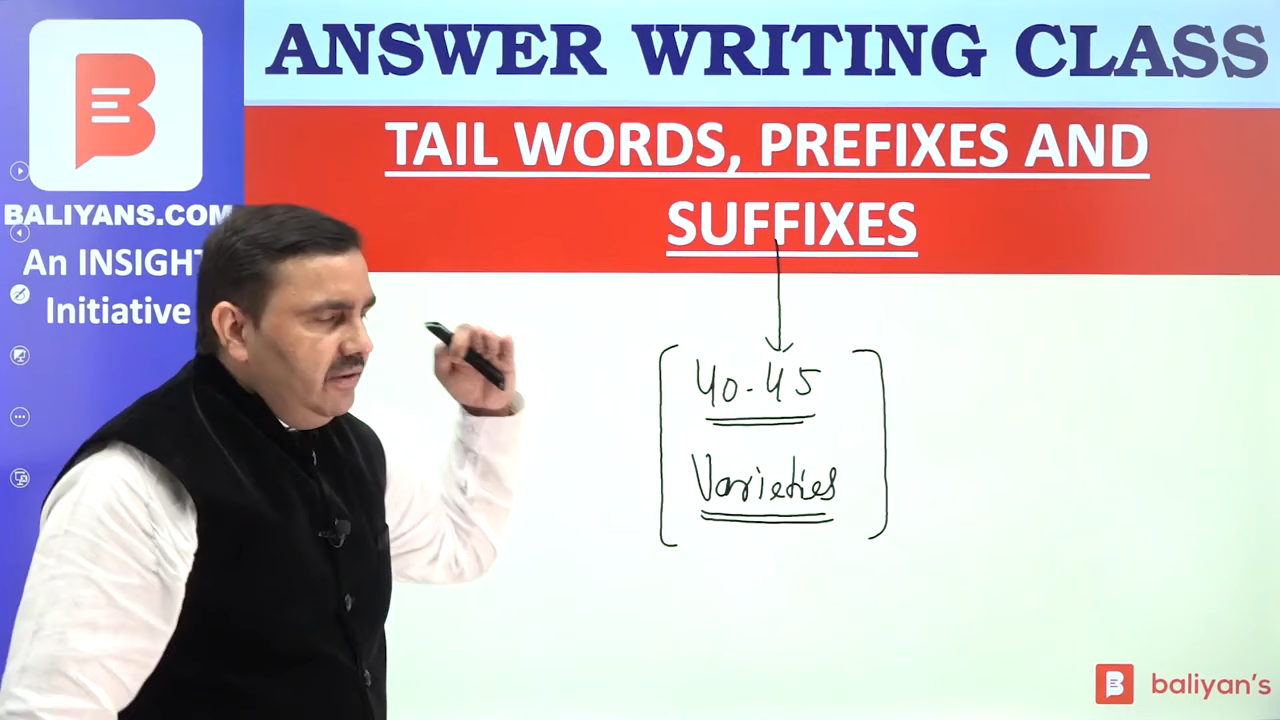 ANSWER WRITING CLASS
TAIL WORDS, PREFIXES AND
SUFFIXES
B
BALIYANS.COM
An INSIGHT
Initiative
40-45
Varieties
B baliyan's